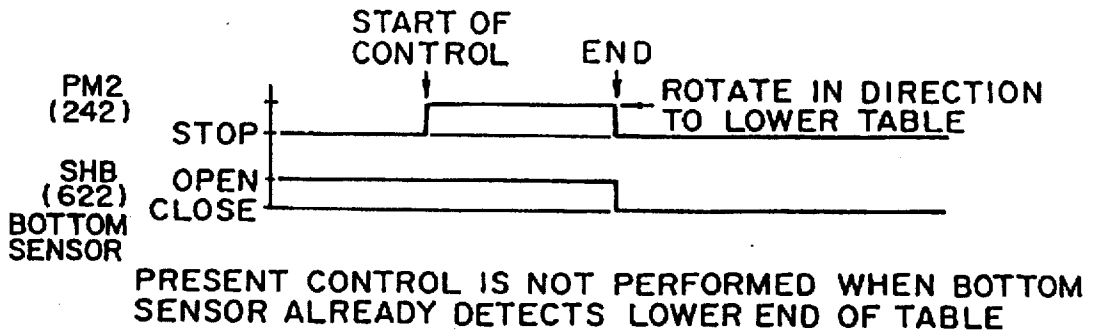 START OF
CONTROL
END
PM2
(242)
ROTATE IN DIRECTION
TO LOWER TABLE
STOP
SHB
(622)
BOTTOM
SENSOR
OPEN
CLOSE
PRESENT CONTROL IS NOT PERFORMED WHEN BOTTOM
SENSOR ALREADY DETECTS LOWER END OF TABLE